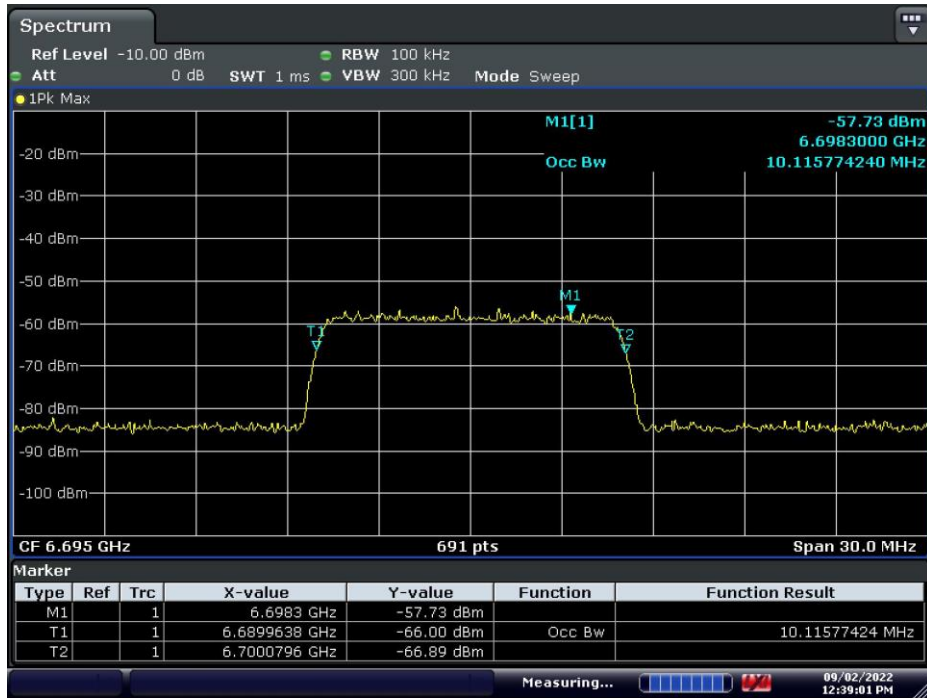 Spectrum
Ref Level -10.00 dBm RBW 100 kHz
Att 0 dB SWT 1 ms VBW 300 kHz Mode Sweep
1Pk Max
M1[1] -57.73 dBm
6.6983000 GHz
-20 dBm
Occ Bw 10.115774240 MHz
-30 dBm
-40 dBm
-50 dBm
M1
-60 dBm
T1 T2
-70 dBm
-80 dBm
-90 dBm
-100 dBm
CF 6.695 GHz 691 pts Span 30.0 MHz
Marker
Type Ref Trc X-value Y-value Function Function Result
M1 1 6.6983 GHz -57.73 dBm
T1 1 6.6899638 GHz -66.00 dBm Occ Bw 10.11577424 MHz
T2 1 6.7000796 GHz -66.89 dBm
Measuring... 09/02/2022
12:39:01 PM